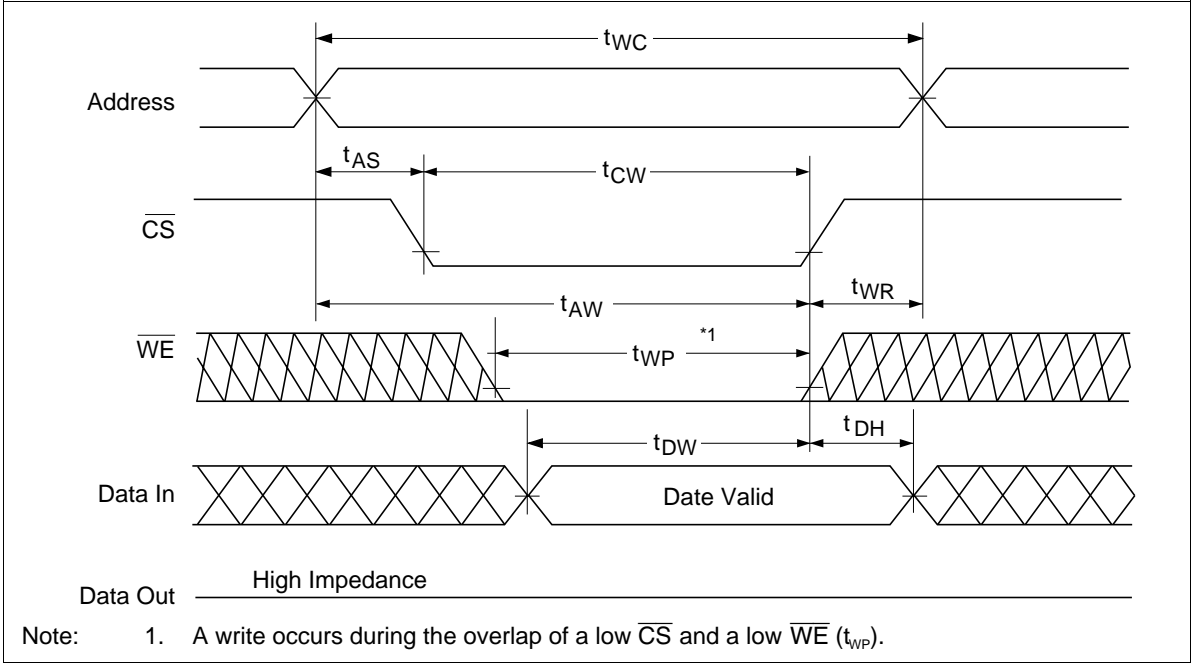 tWC
Address
tAS
tCW
CS
tAW
tWR
WE
tWP *1
tDW
tDH
Data In
Date Valid
High Impedance
Data Out
Note: 1. A write occurs during the overlap of a low CS and a low WE (tWP).